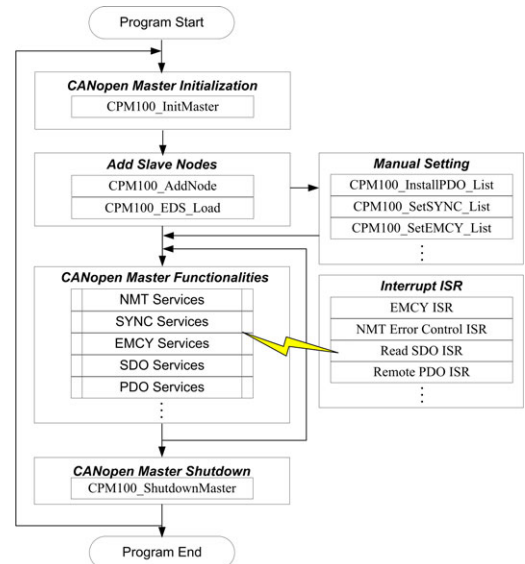 Program Start
CANopen Master Initialization
CPM100_InitMaster
Add Slave Nodes
CPM100_AddNode
CPM100_EDS_Load
Manual Setting
CPM100_InstallPDO_List
CPM100_SetSYNC_List
CPM100_SetEMCY_List
CANopen Master Functionalities
NMT Services
SYNC Services
EMCY Services
SDO Services
PDO Services
Interrupt ISR
EMCY ISR
NMT Error Control ISR
Read SDO ISR
Remote PDO ISR
CANopen Master Shutdown
CPM100_ShutdownMaster
Program End